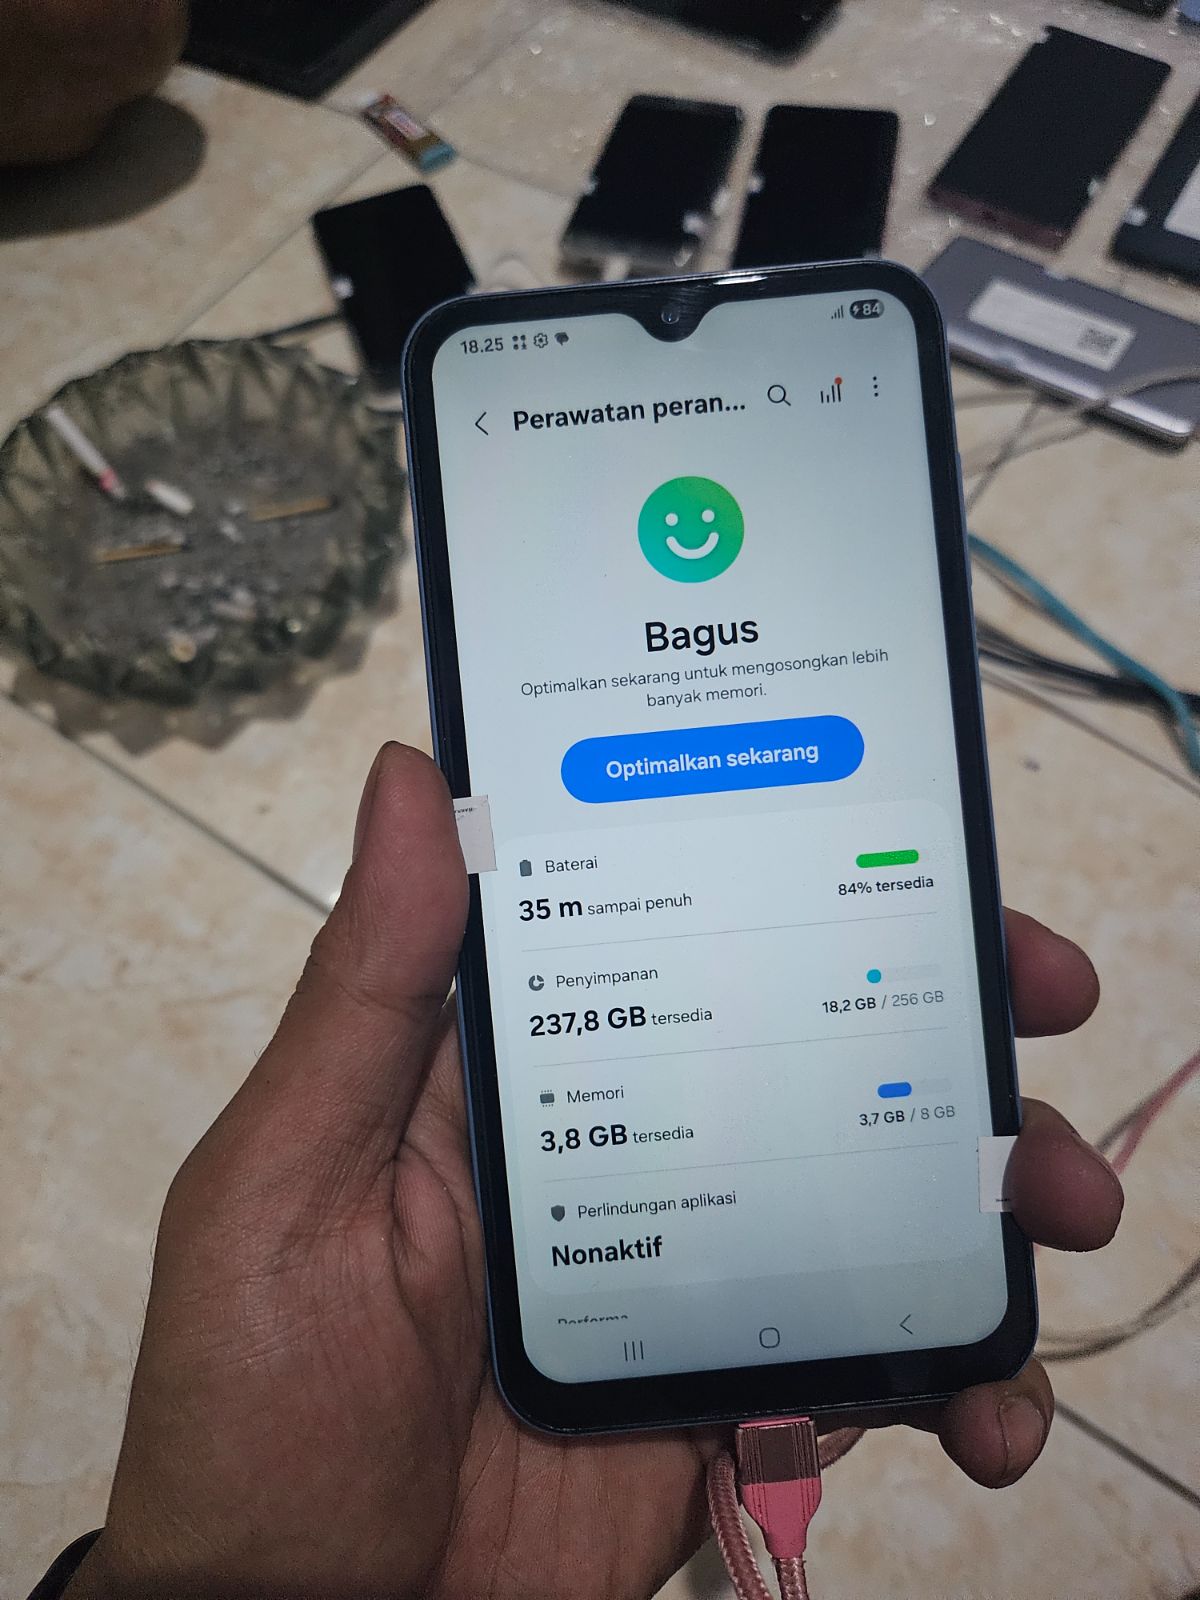 18.25
84
Perawatan peran...
Bagus
Optimalkan sekarang untuk mengosongkan lebih
banyak memori.
Optimalkan sekarang
Baterai
35 m sampai penuh
84% tersedia
Penyimpanan
237,8 GB tersedia
18,2 GB / 256 GB
Memori
3,8 GB tersedia
3,7 GB / 8 GB
Perlindungan aplikasi
Nonaktif
Performa